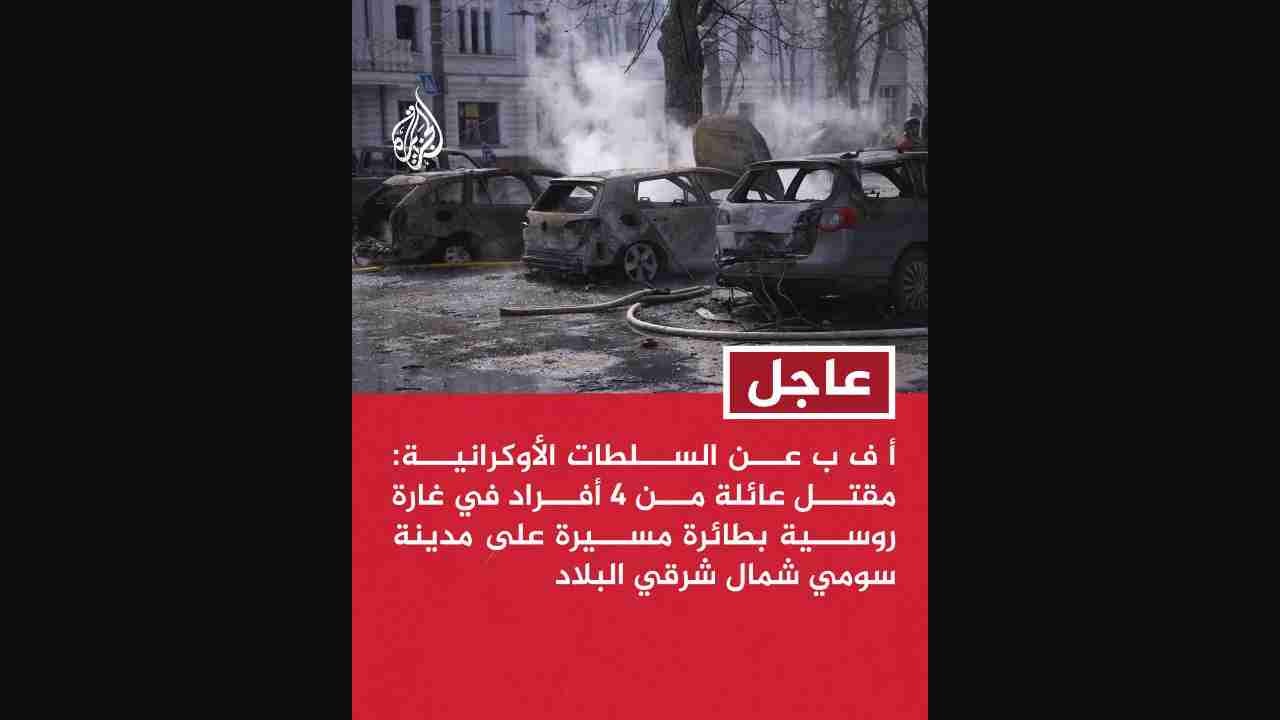 عاجل
أ ف ب عن السلطات الأوكرانية:
مقتل عائلة من 4 أفراد في غارة
روسية بطائرة مسيرة على مدينة
سومي شمال شرقي البلاد